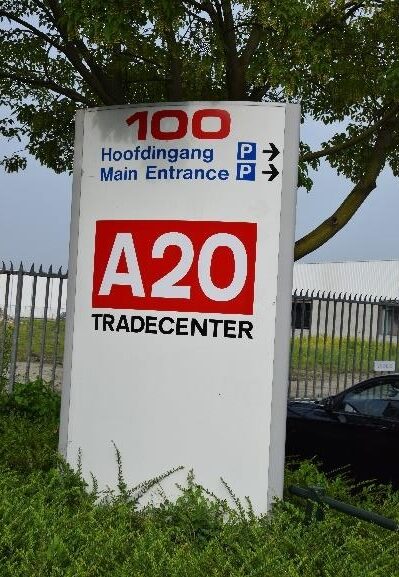 100
Hoofdingang P →
Main Entrance P →
A20
TRADECENTER